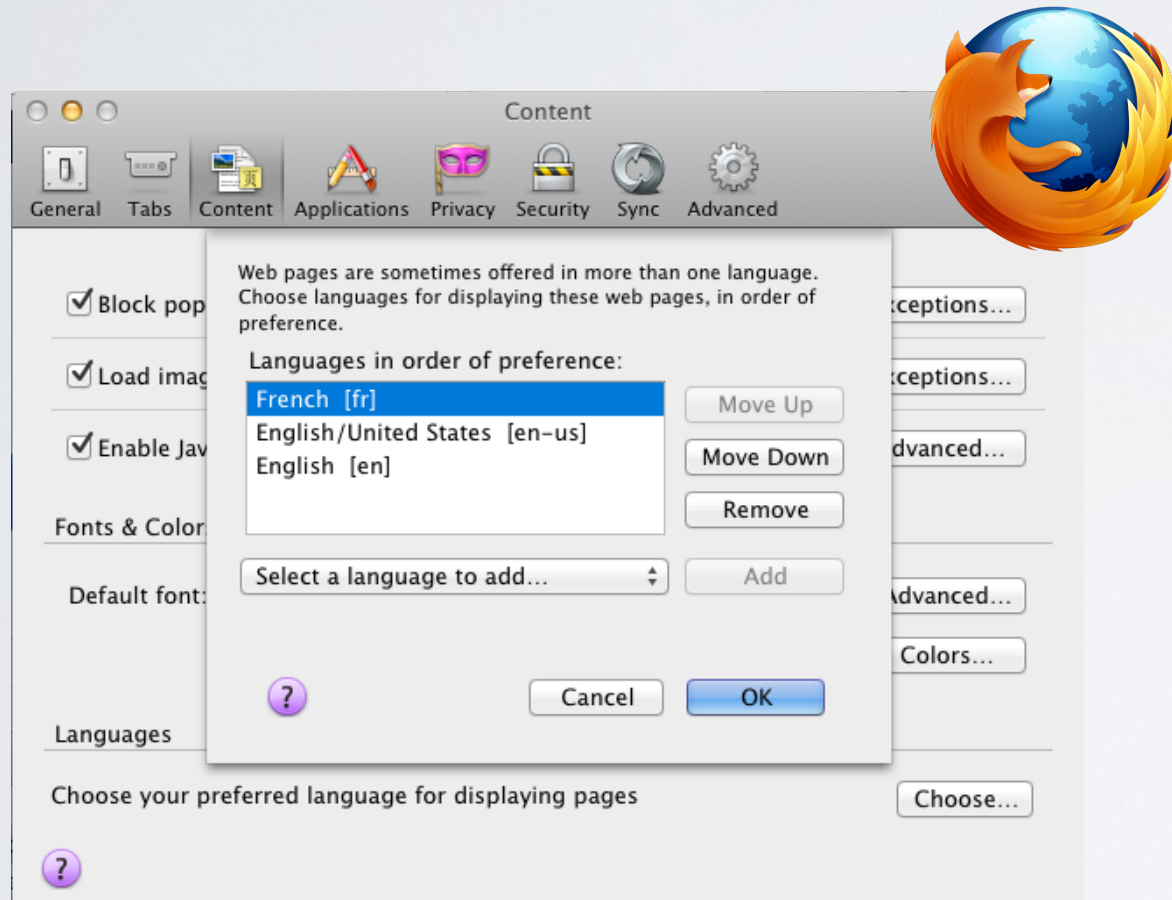 Content
General Tabs Content Applications Privacy Security Sync Advanced
Web pages are sometimes offered in more than one language.
Choose languages for displaying these web pages, in order of
preference.
Languages in order of preference:
French [fr]
English/United States [en-us]
English [en]
Move Up
Move Down
Remove
Select a language to add...
Add
?
Cancel
OK
Block pop
Load imag
Enable Jav
Fonts & Color
Default font:
Advanced...
Colors...
Languages
Choose your preferred language for displaying pages
Choose...
?